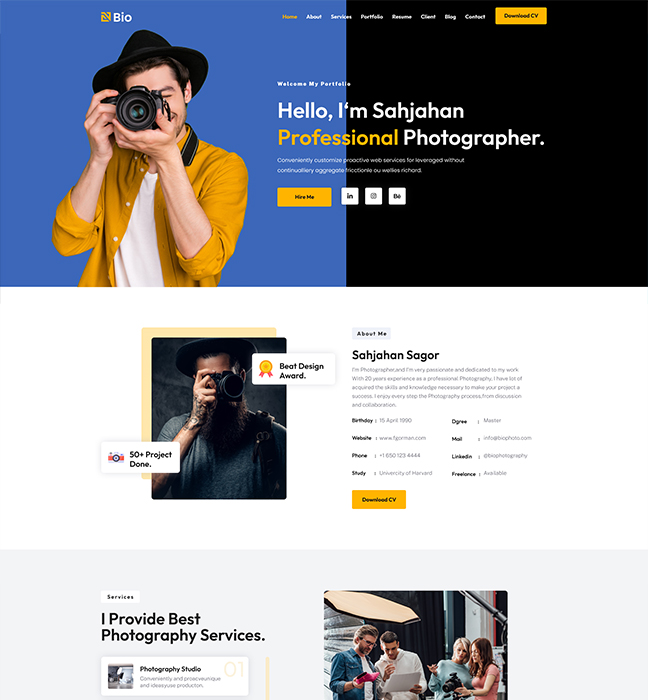 Bio
Home About Services Portfolio Resume Client Blog Contact Download CV
Welcome My Portfolio
Hello, I'm Sahjahan
Professional Photographer.
Conveniently customize proactive web services for leveraged without
continuallery aggregate frictionle ou wellies richard.
Hire Me
in Bē
About Me
Sahjahan Sagor
I'm Photographer,and I'm very passionate and dedicated to my work
With 20 years experience as a professional Photography, I have lot of
acquired the skills and knowledge necessary to make your project a
success. I enjoy every step the Photography process.from discussion
and collaboration.
Birthday : 15 April 1990 Dgree : Master
Website : www.fgorman.com Mail : info@biophoto.com
Phone : +1 650 123 4444 Linkedin : @biophotography
Study : Univercity of Harvard Freelance : Available
Download CV
Beat Design
Award.
50+ Project
Done.
Services
I Provide Best
Photography Services.
Photography Studio 01
Conveniently and proacveunique
and ideasyuse producton.